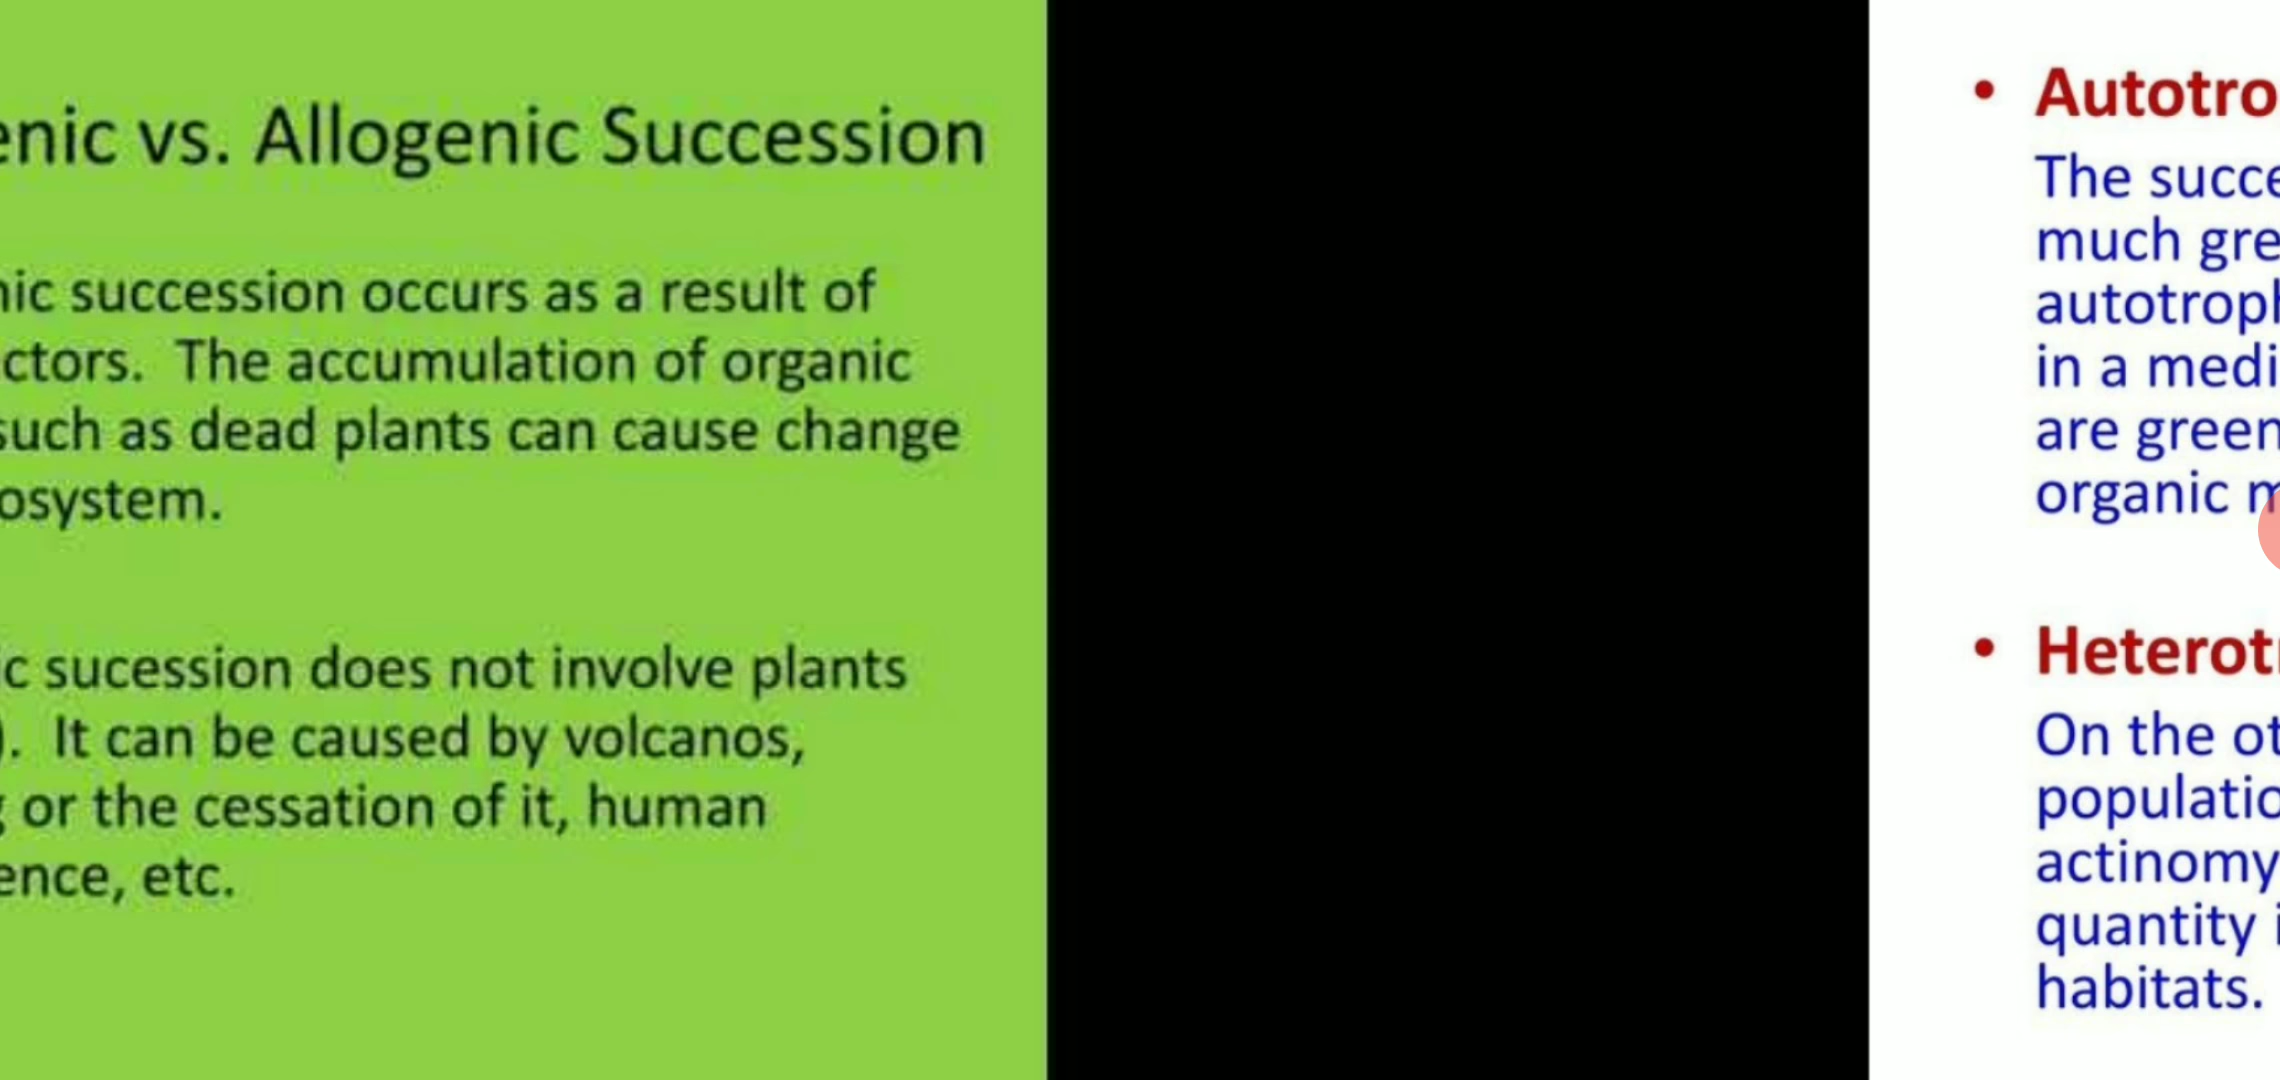 enic vs. Allogenic Succession
nic succession occurs as a result of
ctors. The accumulation of organic
such as dead plants can cause change
osystem.
c sucession does not involve plants
). It can be caused by volcanos,
g or the cessation of it, human
ence, etc.
• Autotro
The succe
much gre
autotroph
in a medi
are green
organic m
• Heterotr
On the ot
populatio
actinomy
quantity i
habitats.